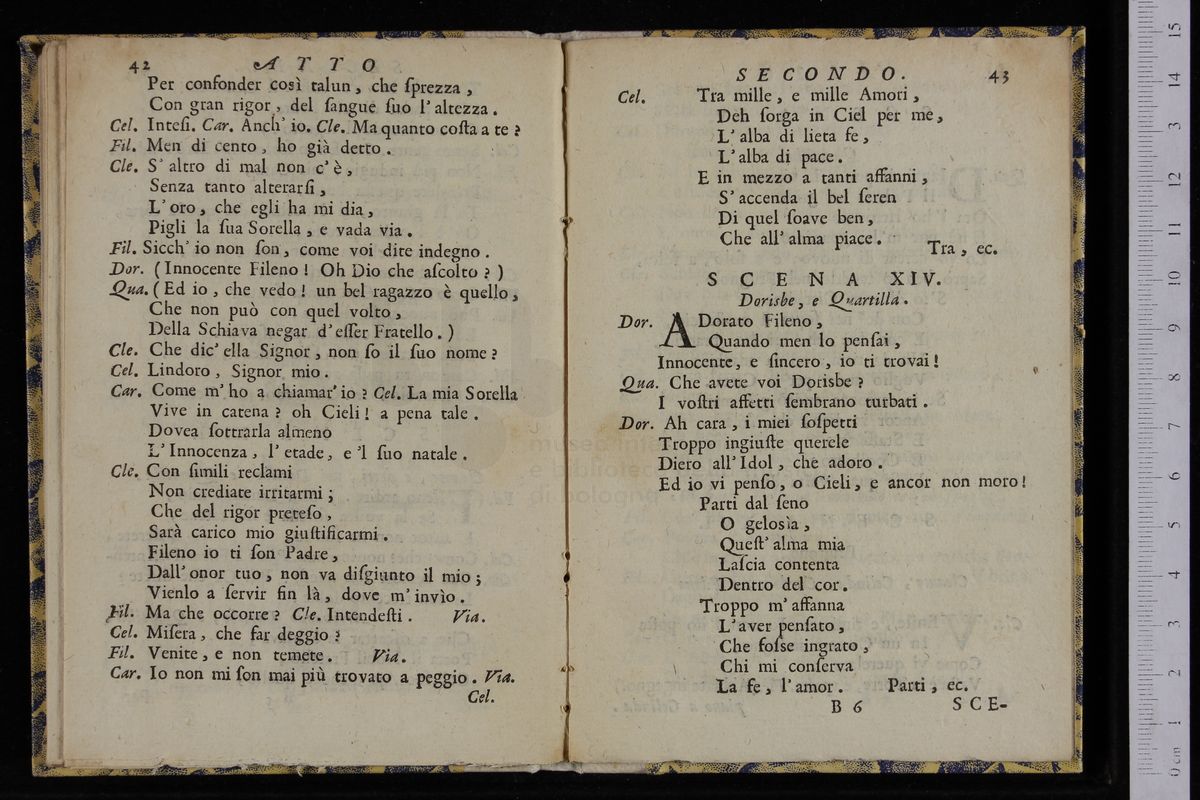 42 ATTO
Per confonder così talun, che ſprezza,
Con gran rigor, del ſangue ſuo l'altezza.
Cel. Inteſi. Car. Anch' io. Cle. Ma quanto coſta a te?
Fil. Men di cento, ho già detto.
Cle. S' altro di mal non c'è,
Senza tanto alterarſi,
L'oro, che egli ha mi dia,
Pigli la ſua Sorella, e vada via.
Fil. Sicch' io non ſon, come voi dite indegno.
Dor. (Innocente Fileno! Oh Dio che aſcolto?)
Qua. (Ed io, che vedo! un bel ragazzo è quello,
Che non può con quel volto,
Della Schiava negar d'eſſer Fratello.)
Cle. Che dic' ella Signor, non ſo il ſuo nome?
Cel. Lindoro, Signor mio.
Car. Come m'ho a chiamar' io? Cel. La mia Sorella
Vive in catena? oh Cieli! a pena tale.
Dovea ſottrarla almeno
L'Innocenza, l'etade, e 'l ſuo natale.
Cle. Con ſimili reclami
Non crediate irritarmi;
Che del rigor preteſo,
Sarà carico mio giuſtificarmi.
Fileno io ti ſon Padre,
Dall'onor tuo, non va diſgiunto il mio;
Vienlo a ſervir fin là, dove m'invìo.
Fil. Ma che occorre? Cle. Intendeſti. Via.
Cel. Miſera, che far deggio?
Fil. Venite, e non temete. Via.
Car. Io non mi ſon mai più trovato a peggio. Via.
Cel.
SECONDO. 43
Cel. Tra mille, e mille Amori,
Deh ſorga in Ciel per me,
L'alba di lieta fe,
L'alba di pace.
E in mezzo a tanti affanni,
S'accenda il bel ſeren
Di quel ſoave ben,
Che all'alma piace.
Tra, ec.
SCENA XIV.
Dorisbe, e Quartilla.
Dor. ADorato Fileno,
Quando men lo penſai,
Innocente, e ſincero, io ti trovai!
Qua. Che avete voi Dorisbe?
I voſtri affetti ſembrano turbati.
Dor. Ah cara, i miei ſoſpetti
Troppo ingiuſte querele
Diero all'Idol, che adoro.
Ed io vi penſo, o Cieli, e ancor non moro!
Parti dal ſeno
O geloſìa,
Queſt'alma mia
Laſcia contenta
Dentro del cor.
Troppo m'affanna
L'aver penſato,
Che foſse ingrato,
Chi mi conſerva
La fe, l'amor. Parti, ec.
B 6 SCE-